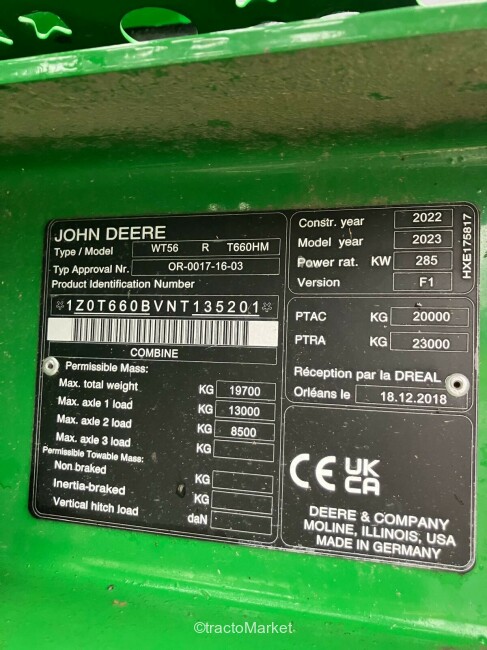 JOHN DEERE
Type / Model WT56 R T660HM
Typ Approval Nr. OR-0017-16-03
Product Identification Number
*1Z0T660BVNT135201*
COMBINE
Permissible Mass:
Max. total weight KG 19700
Max. axle 1 load KG 13000
Max. axle 2 load KG 8500
Max. axle 3 load KG
Permissible Towable Mass:
Non braked KG
Inertia-braked KG
Vertical hitch load daN
Constr. year 2022
Model year 2023
Power rat. KW 285
Version F1
HXE175817
PTAC KG 20000
PTRA KG 23000
Réception par la DREAL
Orléans le 18.12.2018
CE UK
CA
DEERE & COMPANY
MOLINE, ILLINOIS, USA
MADE IN GERMANY
©tractoMarket